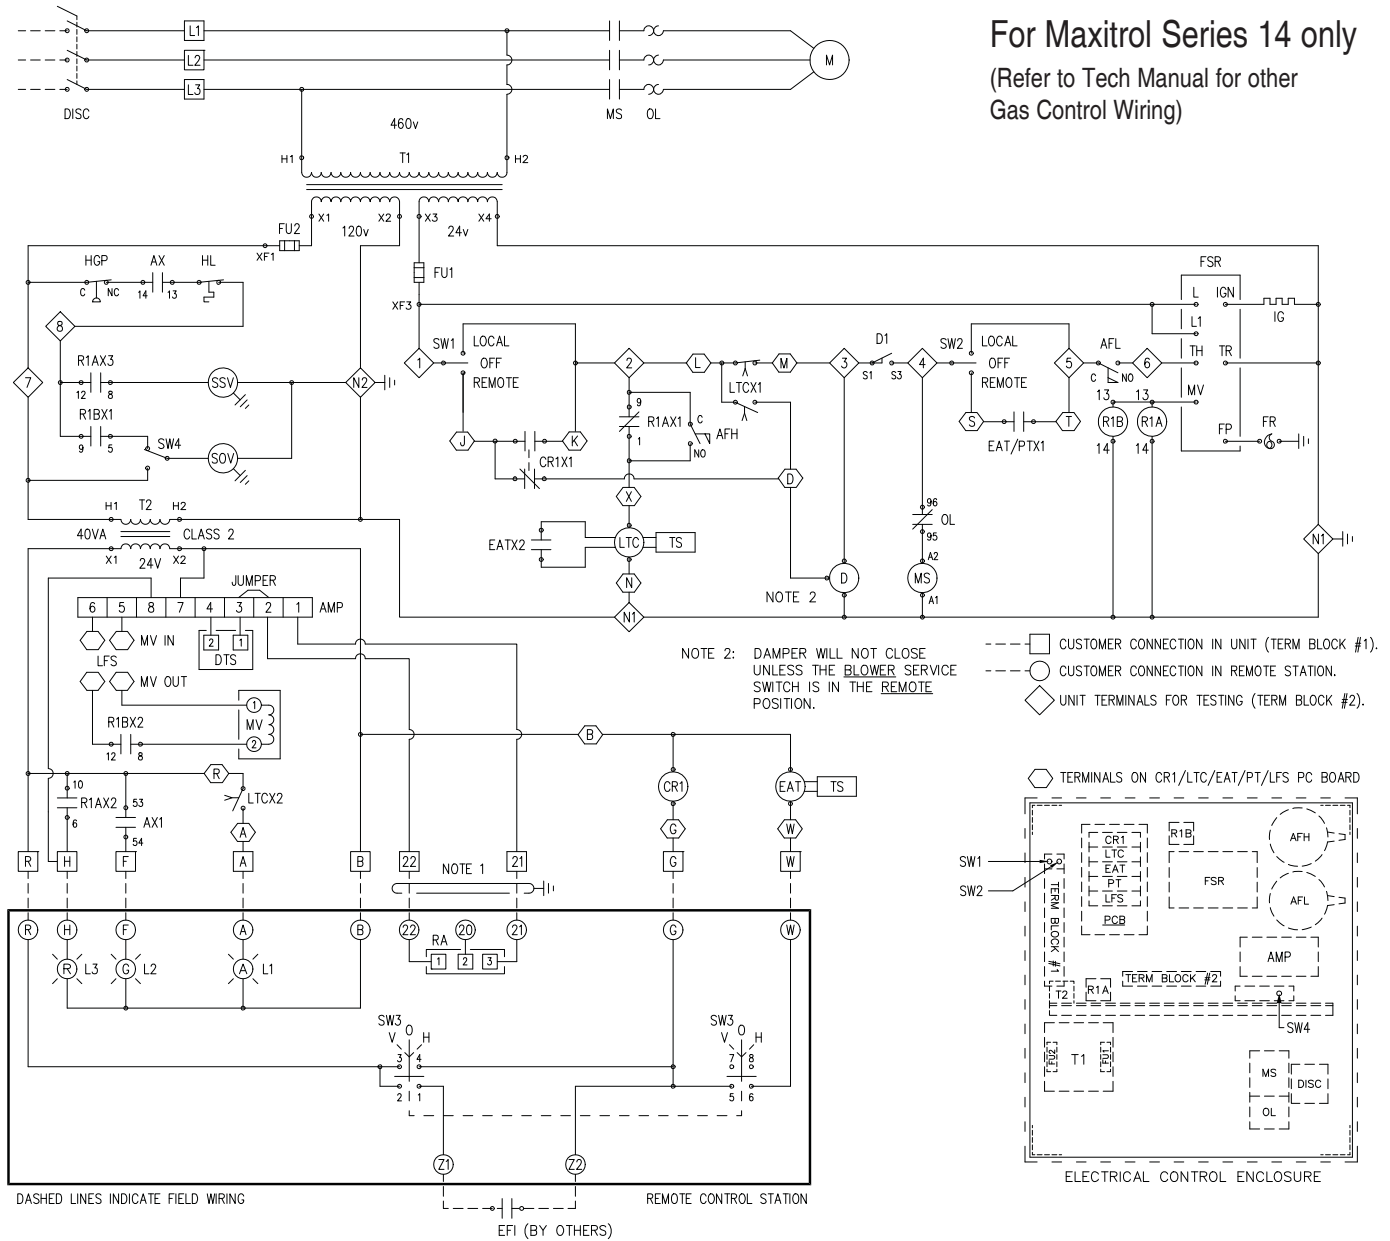 For Maxitrol Series 14 only
(Refer to Tech Manual for other
Gas Control Wiring)
L1
L2
L3
DISC
MS
OL
M
460v
H1
T1
H2
X1
X2
X3
X4
120v
24v
FU2
XF1
FU1
XF3
HGP
AX
HL
C
NC
14
13
8
7
R1AX3
12
8
SSV
N2
R1BX1
9
5
SW4
SOV
SW1
LOCAL
OFF
REMOTE
1
J
K
CR1X1
2
9
R1AX1
1
C
AFH
NO
X
L
LTCX1
M
D
3
D1
S1
S3
4
SW2
LOCAL
OFF
REMOTE
S
T
EAT/PTX1
5
AFL
C
NO
6
13
13
R1B
R1A
14
14
FSR
L
IGN
L1
TH
TR
MV
FP
IG
FR
N1
96
OL
95
A2
MS
A1
EATX2
LTC
TS
N
N1
D
NOTE 2
H1
T2
H2
40VA
CLASS 2
X1
24V
X2
JUMPER
6
5
8
7
4
3
2
1
AMP
MV IN
LFS
MV OUT
2
1
DTS
1
MV
2
R1BX2
12
8
NOTE 2: DAMPER WILL NOT CLOSE
UNLESS THE BLOWER SERVICE
SWITCH IS IN THE REMOTE
POSITION.
CUSTOMER CONNECTION IN UNIT (TERM BLOCK #1).
CUSTOMER CONNECTION IN REMOTE STATION.
UNIT TERMINALS FOR TESTING (TERM BLOCK #2).
TERMINALS ON CR1/LTC/EAT/PT/LFS PC BOARD
B
R
10
R1AX2
6
53
AX1
54
LTCX2
A
CR1
G
EAT
TS
W
R
H
F
A
B
22
NOTE 1
21
G
W
R
H
F
A
B
22
20
21
G
W
RA
1
2
3
R
L3
G
L2
A
L1
SW3
V
O
H
3
4
2
1
SW3
V
O
H
7
8
5
6
Z1
Z2
DASHED LINES INDICATE FIELD WIRING
REMOTE CONTROL STATION
EFI (BY OTHERS)
SW1
SW2
TERM BLOCK #1
CR1
LTC
EAT
PT
LFS
PCB
R1B
FSR
AFH
AFL
AMP
TERM BLOCK #2
T2
R1A
SW4
FU2
T1
FU1
MS
DISC
OL
ELECTRICAL CONTROL ENCLOSURE